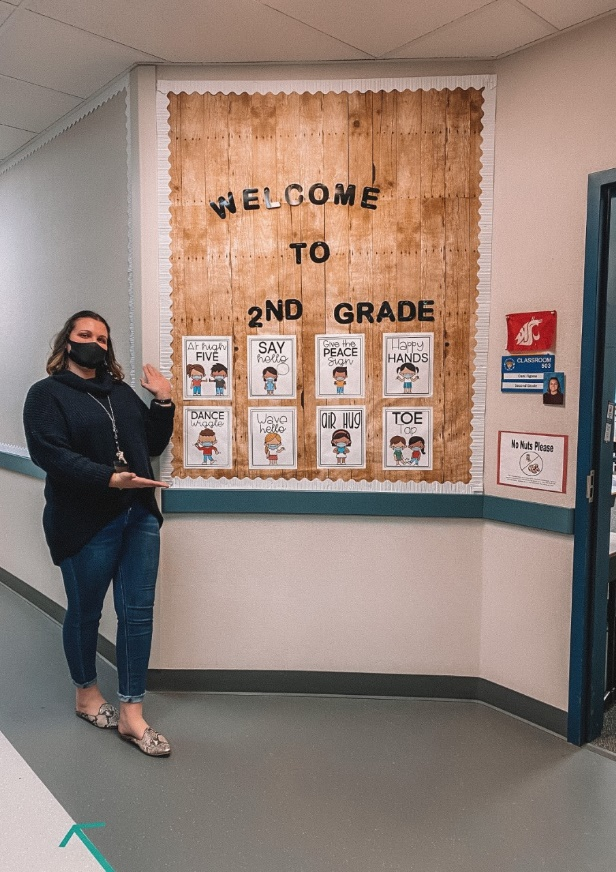 WELCOME
TO
2ND GRADE
Air high
FIVE
SAY
hello
Give the
PEACE
Sign
Happy
HANDS
DANCE
Wiggle
Wave
hello
air HUG
TOE
Tap
CLASSROOM
503
No Nuts Please